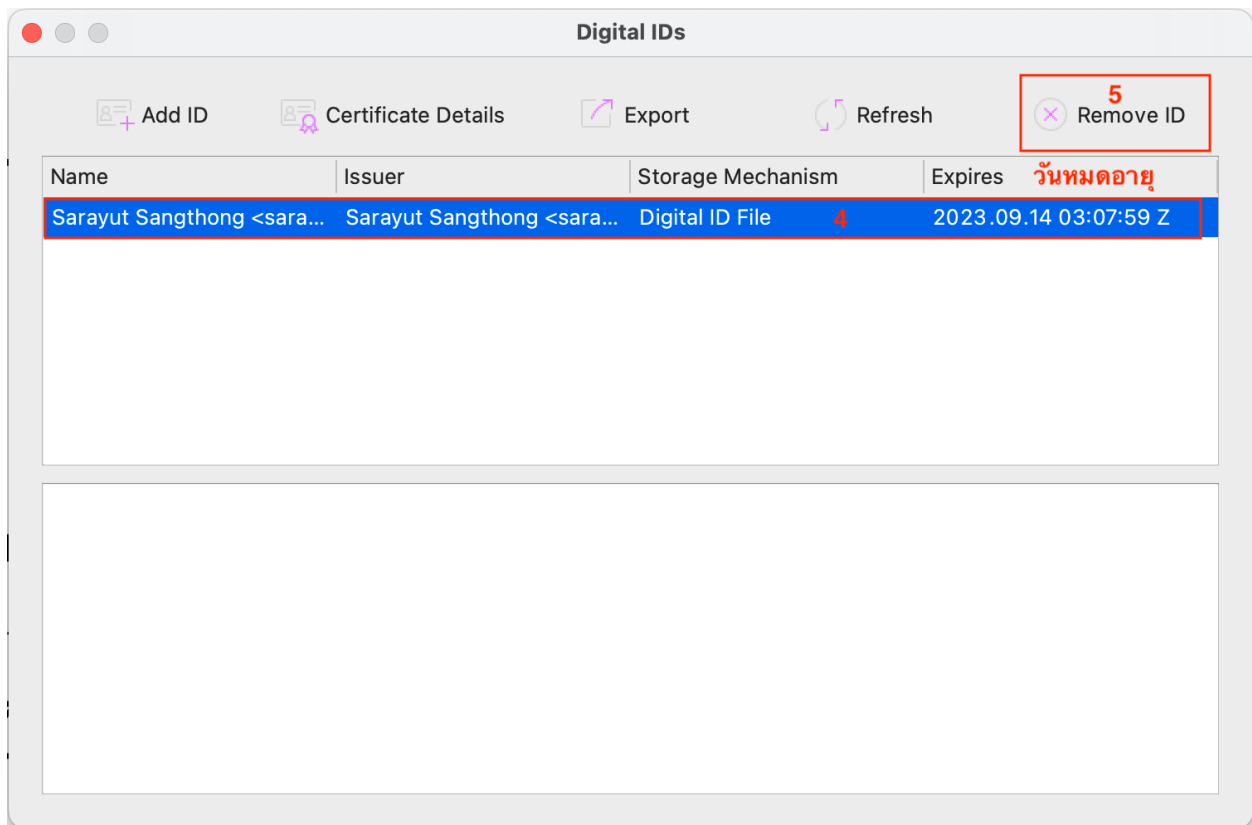 Digital IDs
5
Add ID Certificate Details Export Refresh Remove ID
Name Issuer Storage Mechanism Expires วันหมดอายุ
Sarayut Sangthong <sara... Sarayut Sangthong <sara... Digital ID File 4 2023.09.14 03:07:59 Z